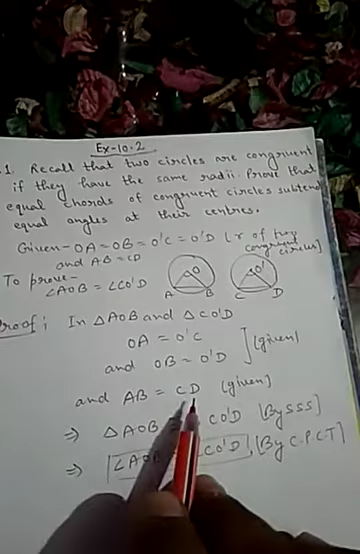 Ex-10.2
.1. Recall that two circles are congruent
if they have the same radii. Prove that
equal chords of congruent circles subtend
equal angles at their centres.
Given- OA = OB = O'C = O'D [r of two
congruent circles]
and AB = CD
To prove-
∠AOB = ∠CO'D
O
A B
O'
C D
Proof: In △AOB and △CO'D
OA = O'C
and OB = O'D ] (given)
and AB = CD (given)
⇒ △AOB CO'D [By SSS]
⇒ ∠AOB ∠CO'D, [By C.P.C.T]